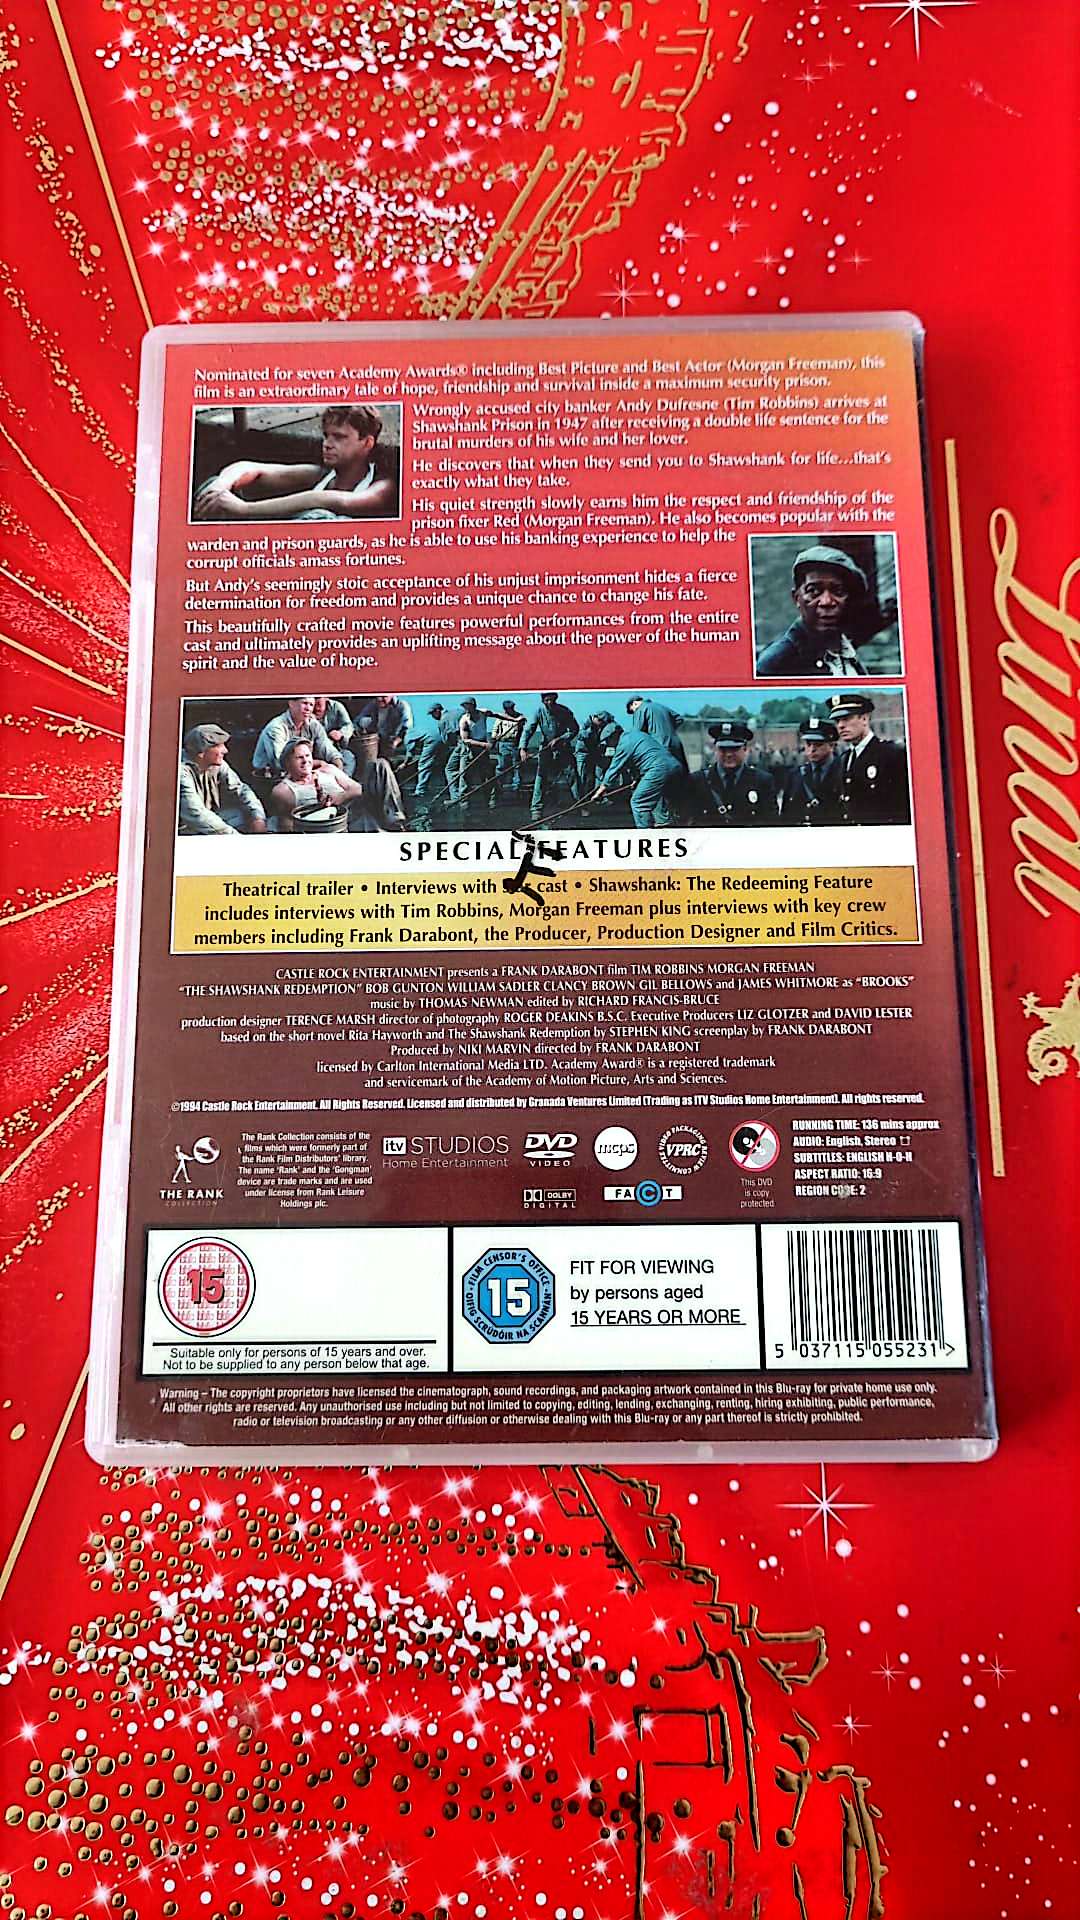 Nominated for seven Academy Awards® including Best Picture and Best Actor (Morgan Freeman), this
film is an extraordinary tale of hope, friendship and survival inside a maximum security prison.
Wrongly accused city banker Andy Dufresne (Tim Robbins) arrives at
Shawshank Prison in 1947 after receiving a double life sentence for the
brutal murders of his wife and her lover.
He discovers that when they send you to Shawshank for life...that's
exactly what they take.
His quiet strength slowly earns him the respect and friendship of the
prison fixer Red (Morgan Freeman). He also becomes popular with the
warden and prison guards, as he is able to use his banking experience to help the
corrupt officials amass fortunes.
But Andy's seemingly stoic acceptance of his unjust imprisonment hides a fierce
determination for freedom and provides a unique chance to change his fate.
This beautifully crafted movie features powerful performances from the entire
cast and ultimately provides an uplifting message about the power of the human
spirit and the value of hope.
SPECIAL FEATURES
Theatrical trailer • Interviews with cast • Shawshank: The Redeeming Feature
includes interviews with Tim Robbins, Morgan Freeman plus interviews with key crew
members including Frank Darabont, the Producer, Production Designer and Film Critics.
CASTLE ROCK ENTERTAINMENT presents a FRANK DARABONT film TIM ROBBINS MORGAN FREEMAN
"THE SHAWSHANK REDEMPTION" BOB GUNTON WILLIAM SADLER CLANCY BROWN GIL BELLOWS and JAMES WHITMORE as "BROOKS"
music by THOMAS NEWMAN edited by RICHARD FRANCIS-BRUCE
production designer TERENCE MARSH director of photography ROGER DEAKINS B.S.C. Executive Producers LIZ GLOTZER and DAVID LESTER
based on the short novel Rita Hayworth and The Shawshank Redemption by STEPHEN KING screenplay by FRANK DARABONT
Produced by NIKI MARVIN directed by FRANK DARABONT
licensed by Carlton International Media LTD. Academy Award® is a registered trademark
and servicemark of the Academy of Motion Picture, Arts and Sciences.
©1994 Castle Rock Entertainment. All Rights Reserved. Licensed and distributed by Granada Ventures Limited (Trading as ITV Studios Home Entertainment). All rights reserved.
THE RANK
COLLECTION
The Rank Collection consists of the
films which were formerly part of
the Rank Film Distributors' library.
The name 'Rank' and the 'Gongman'
device are trade marks and are used
under license from Rank Leisure
Holdings plc.
itv STUDIOS
Home Entertainment
DVD
VIDEO
mcps
VIDEO PACKAGING REVIEW COMMITTEE
VPRC
DOLBY
DIGITAL
FACT
This DVD
is copy
protected
RUNNING TIME: 136 mins approx
AUDIO: English, Stereo
SUBTITLES: ENGLISH H-O-H
ASPECT RATIO: 16:9
REGION CODE: 2
15
Suitable only for persons of 15 years and over.
Not to be supplied to any person below that age.
FILM CENSOR'S OFFICE
15
OIFIG SCRÚDÓIR NA SCANNÁN
FIT FOR VIEWING
by persons aged
15 YEARS OR MORE
5 037115 055231 >
Warning – The copyright proprietors have licensed the cinematograph, sound recordings, and packaging artwork contained in this Blu-ray for private home use only.
All other rights are reserved. Any unauthorised use including but not limited to copying, editing, lending, exchanging, renting, hiring exhibiting, public performance,
radio or television broadcasting or any other diffusion or otherwise dealing with this Blu-ray or any part thereof is strictly prohibited.
Lindt